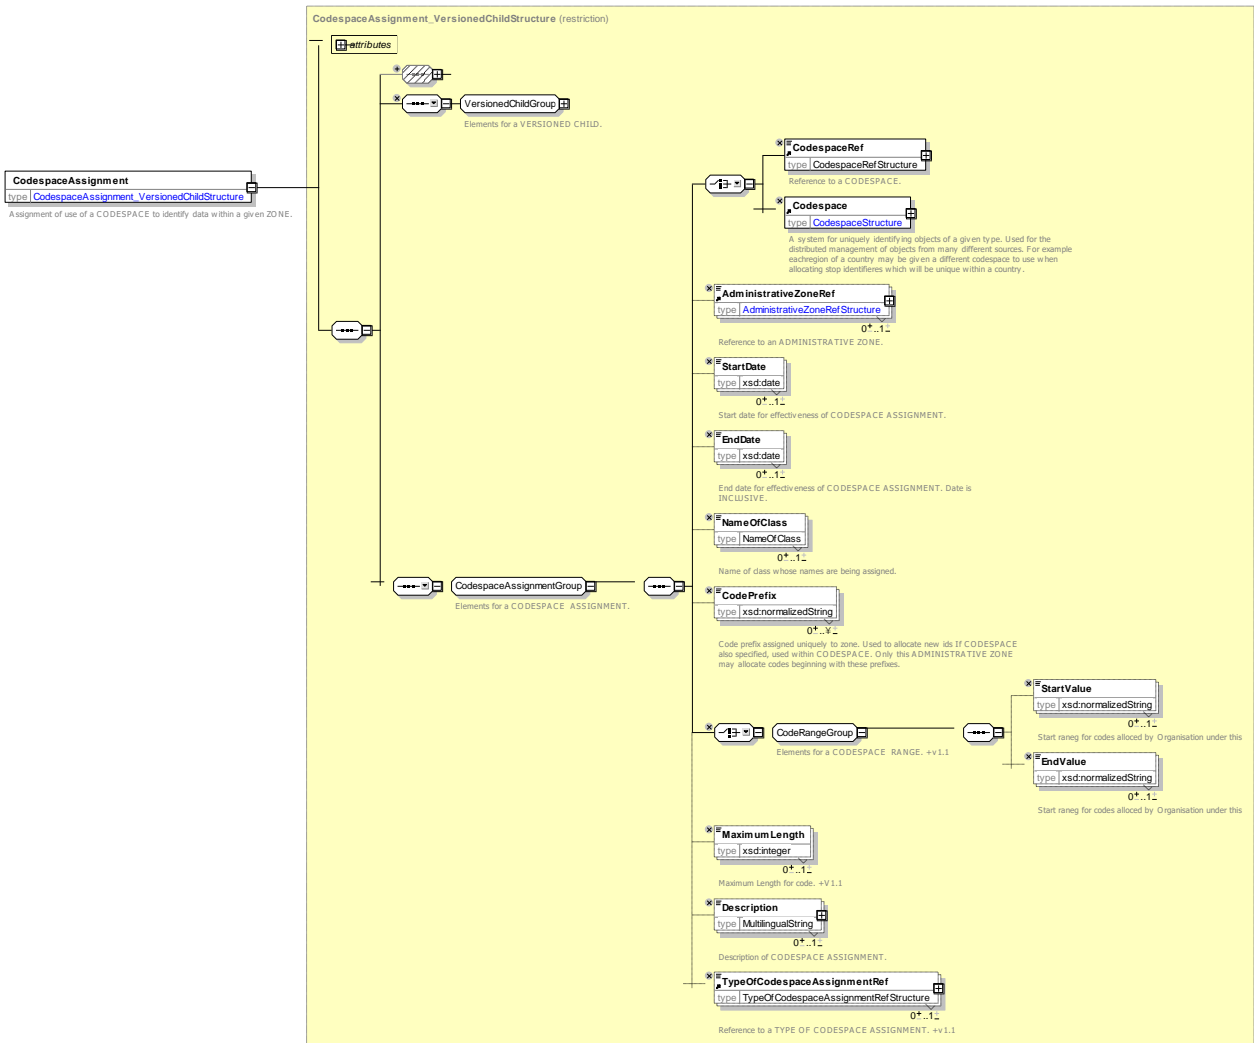 CodespaceAssignment_VersionedChildStructure (restriction)
attributes
VersionedChildGroup
Elements for a VERSIONED CHILD.
CodespaceAssignment
type CodespaceAssignment_VersionedChildStructure
Assignment of use of a CODESPACE to identify data within a given ZONE.
CodespaceRef
type CodespaceRefStructure
Reference to a CODESPACE.
Codespace
type CodespaceStructure
A system for uniquely identifying objects of a given type. Used for the
distributed management of objects from many different sources. For example
eachregion of a country may be given a different codespace to use when
allocating stop identifieres which will be unique within a country.
AdministrativeZoneRef
type AdministrativeZoneRefStructure
0..1
Reference to an ADMINISTRATIVE ZONE.
StartDate
type xsd:date
0..1
Start date for effectiveness of CODESPACE ASSIGNMENT.
EndDate
type xsd:date
0..1
End date for effectiveness of CODESPACE ASSIGNMENT. Date is
INCLUSIVE.
NameOfClass
type NameOfClass
0..1
Name of class whose names are being assigned.
CodespaceAssignmentGroup
Elements for a CODESPACE ASSIGNMENT.
CodePrefix
type xsd:normalizedString
0..¥
Code prefix assigned uniquely to zone. Used to allocate new ids If CODESPACE
also specified, used within CODESPACE. Only this ADMINISTRATIVE ZONE
may allocate codes beginning with these prefixes.
CodeRangeGroup
Elements for a CODESPACE RANGE. +v1.1
StartValue
type xsd:normalizedString
0..1
Start raneg for codes alloced by Organisation under this
EndValue
type xsd:normalizedString
0..1
Start raneg for codes alloced by Organisation under this
MaximumLength
type xsd:integer
0..1
Maximum Length for code. +V1.1
Description
type MultilingualString
0..1
Description of CODESPACE ASSIGNMENT.
TypeOfCodespaceAssignmentRef
type TypeOfCodespaceAssignmentRefStructure
0..1
Reference to a TYPE OF CODESPACE ASSIGNMENT. +v1.1